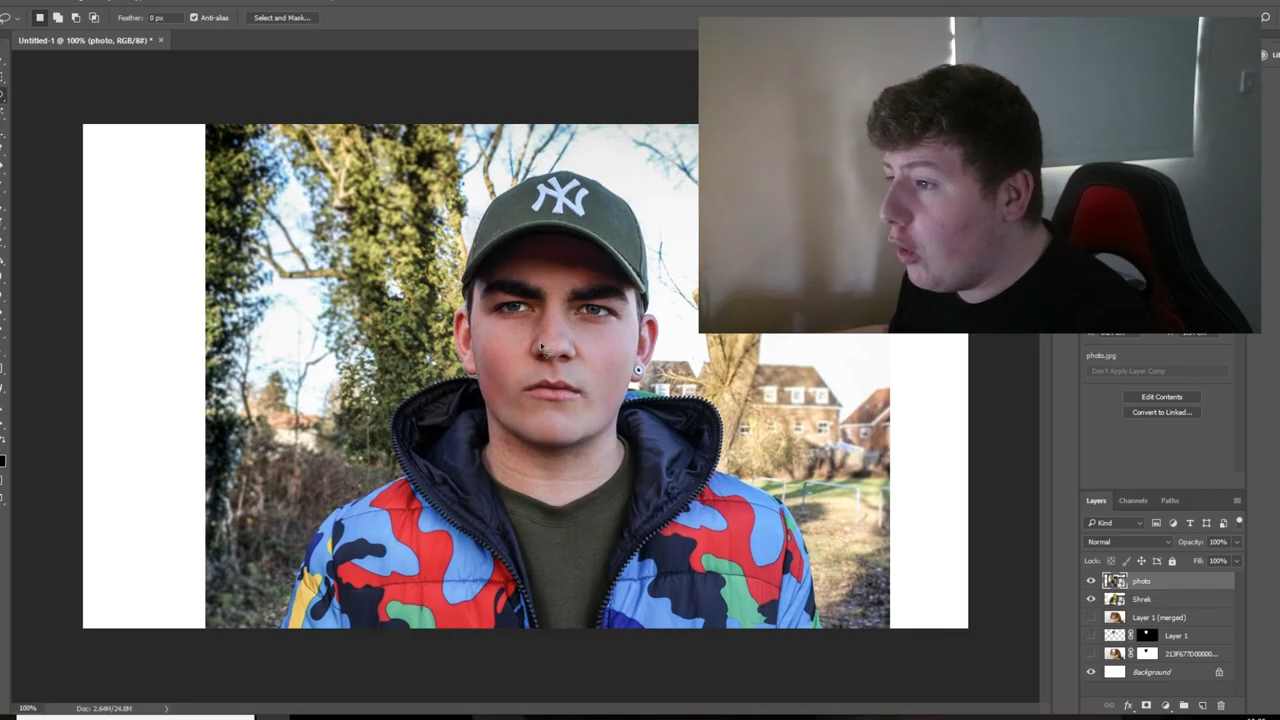 Feather: 0 px Anti-alias Select and Mask...
Untitled-1 @ 100% (photo, RGB/8#) * ×
NY
photo.jpg
Don't Apply Layer Comp
Edit Contents
Convert to Linked...
Layers Channels Paths
Kind
Normal Opacity: 100%
Lock: Fill: 100%
photo
Shrek
Layer 1 (merged)
Layer 1
213F677D00000...
Background
fx
100% Doc: 2.64M/24.8M